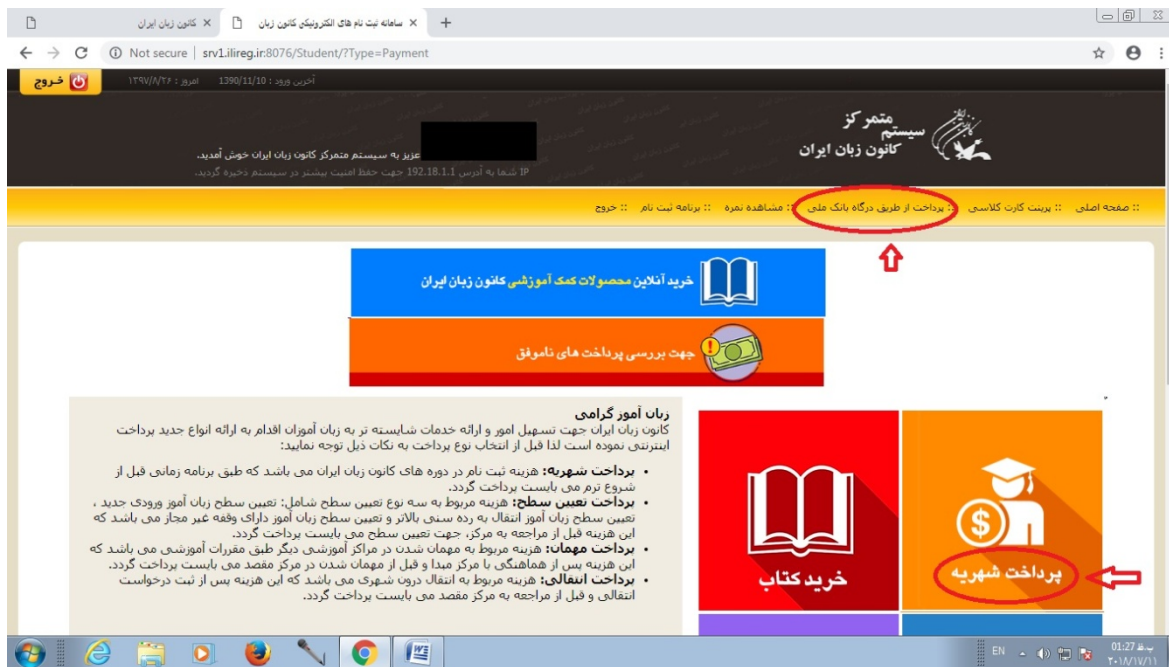 سامانه ثبت نام های الکترونیکی کانون زبان
کانون زبان ایران
Not secure | srv1.ilireg.ir:8076/Student/?Type=Payment
خروج
امروز : ۱۳۹۷/۸/۲۶
آخرین ورود : 1390/11/10
متمرکز
سیستم
کانون زبان ایران
عزیز به سیستم متمرکز کانون زبان ایران خوش آمدید.
IP شما به آدرس 192.18.1.1 جهت حفظ امنیت بیشتر در سیستم ذخیره گردید.
:: صفحه اصلی :: پرینت کارت کلاسی :: پرداخت از طریق درگاه بانک ملی :: مشاهده نمره :: برنامه ثبت نام :: خروج
خرید آنلاین محصولات کمک آموزشی کانون زبان ایران
جهت بررسی پرداخت های ناموفق
زبان آموز گرامی
کانون زبان ایران جهت تسهیل امور و ارائه خدمات شایسته تر به زبان آموزان اقدام به ارائه انواع جدید پرداخت
اینترنتی نموده است لذا قبل از انتخاب نوع پرداخت به نکات ذیل توجه نمایید:
• پرداخت شهریه: هزینه ثبت نام در دوره های کانون زبان ایران می باشد که طبق برنامه زمانی قبل از
شروع ترم می بایست پرداخت گردد.
• پرداخت تعیین سطح: هزینه مربوط به سه نوع تعیین سطح شامل: تعیین سطح زبان آموز ورودی جدید ،
تعیین سطح زبان آموز انتقال به رده سنی بالاتر و تعیین سطح زبان آموز دارای وقفه غیر مجاز می باشد که
این هزینه قبل از مراجعه به مرکز، جهت تعیین سطح می بایست پرداخت گردد.
• پرداخت مهمان: هزینه مربوط به مهمان شدن در مراکز آموزشی دیگر طبق مقررات آموزشی می باشد که
این هزینه پس از هماهنگی با مرکز مبدا و قبل از مهمان شدن در مرکز مقصد می بایست پرداخت گردد.
• پرداخت انتقالی: هزینه مربوط به انتقال درون شهری می باشد که این هزینه پس از ثبت درخواست
انتقالی و قبل از مراجعه به مرکز مقصد می بایست پرداخت گردد.
پرداخت شهریه
خرید کتاب
EN
01:27 ب.ظ
۲۰۱۸/۱۷/۱۱